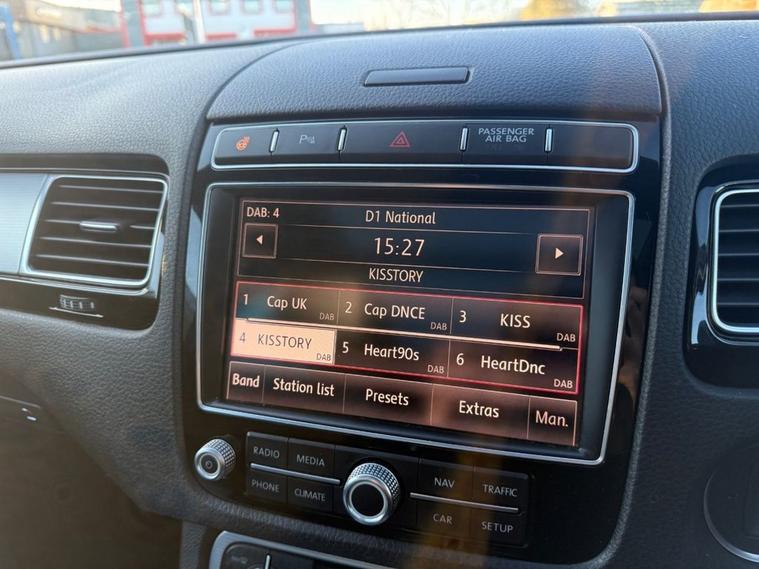 PASSENGER
AIR BAG
DAB: 4
D1 National
15:27
KISSTORY
1 Cap UK DAB
2 Cap DNCE DAB
3 KISS DAB
4 KISSTORY DAB
5 Heart90s DAB
6 HeartDnc DAB
Band Station list Presets Extras Man.
RADIO MEDIA
PHONE CLIMATE
NAV TRAFFIC
CAR SETUP